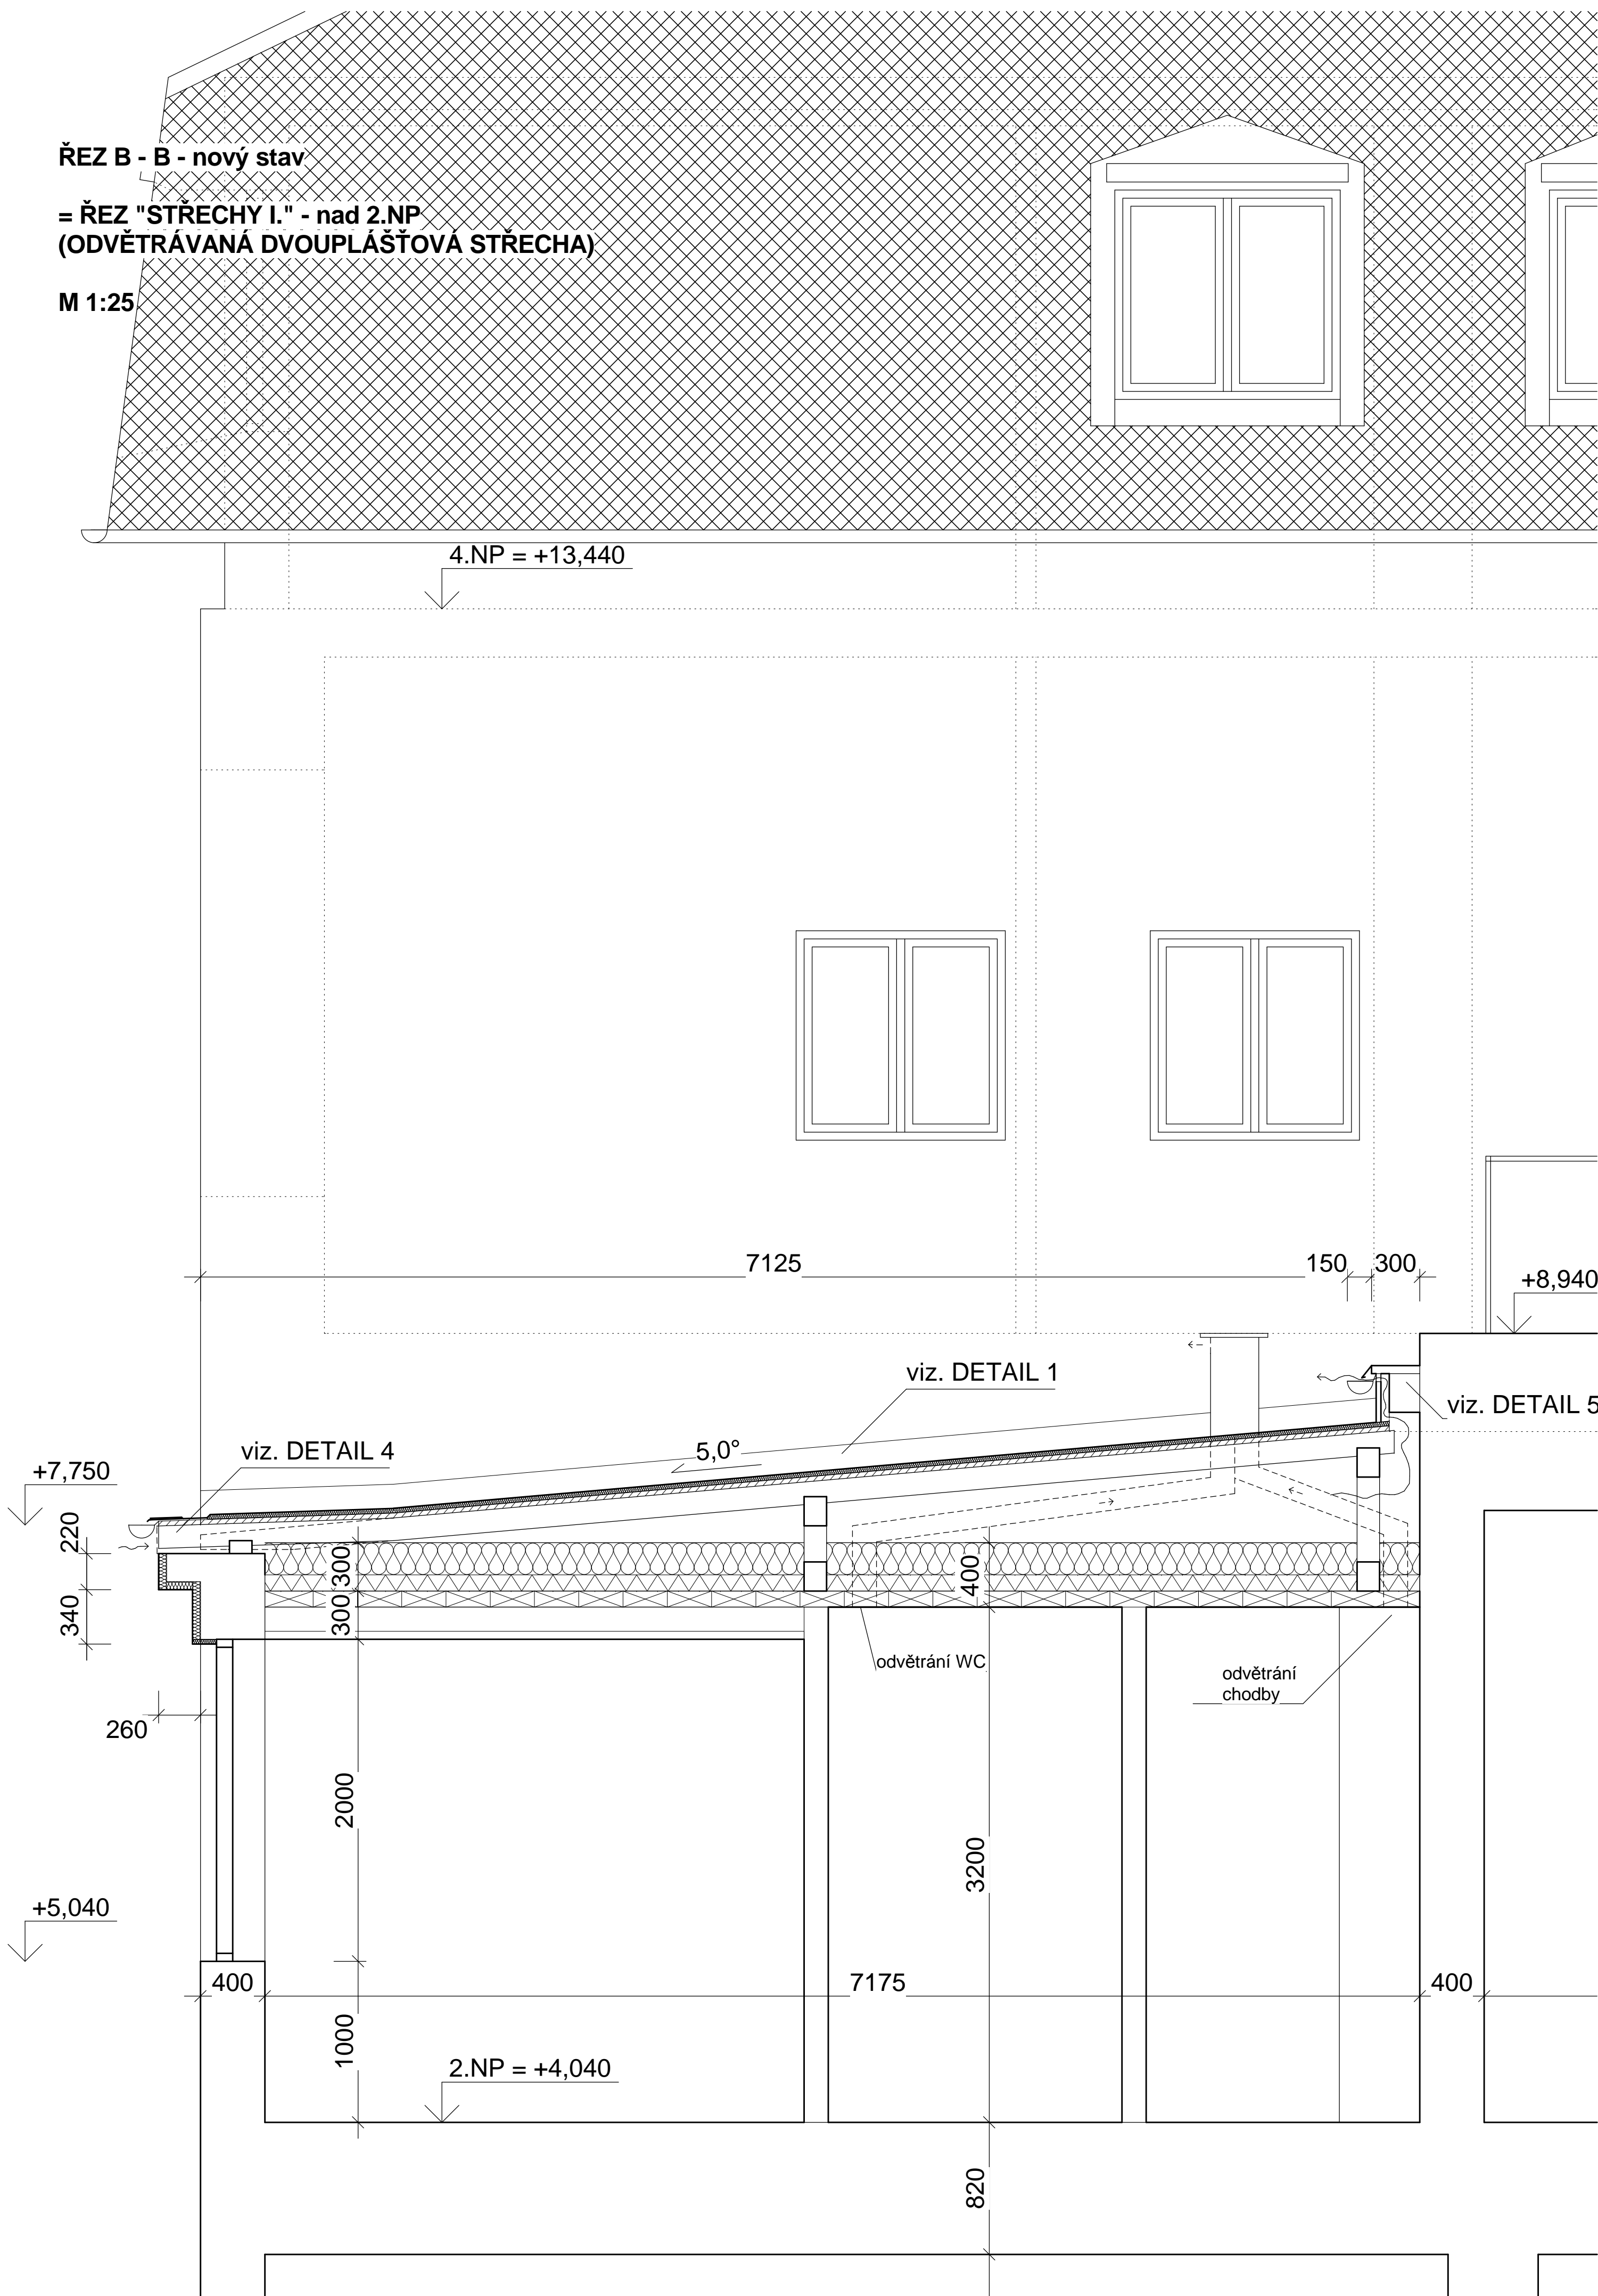 ŘEZ B - B - nový stav
= ŘEZ "STŘECHY I." - nad 2.NP
(ODVĚTRÁVANÁ DVOUPLÁŠŤOVÁ STŘECHA)
M 1:25
4.NP = +13,440
7125
150
300
+8,940
viz. DETAIL 1
viz. DETAIL 5
viz. DETAIL 4
5,0°
+7,750
220
340
300
300
400
odvětrání WC
odvětrání
chodby
260
2000
3200
+5,040
400
7175
400
1000
2.NP = +4,040
820